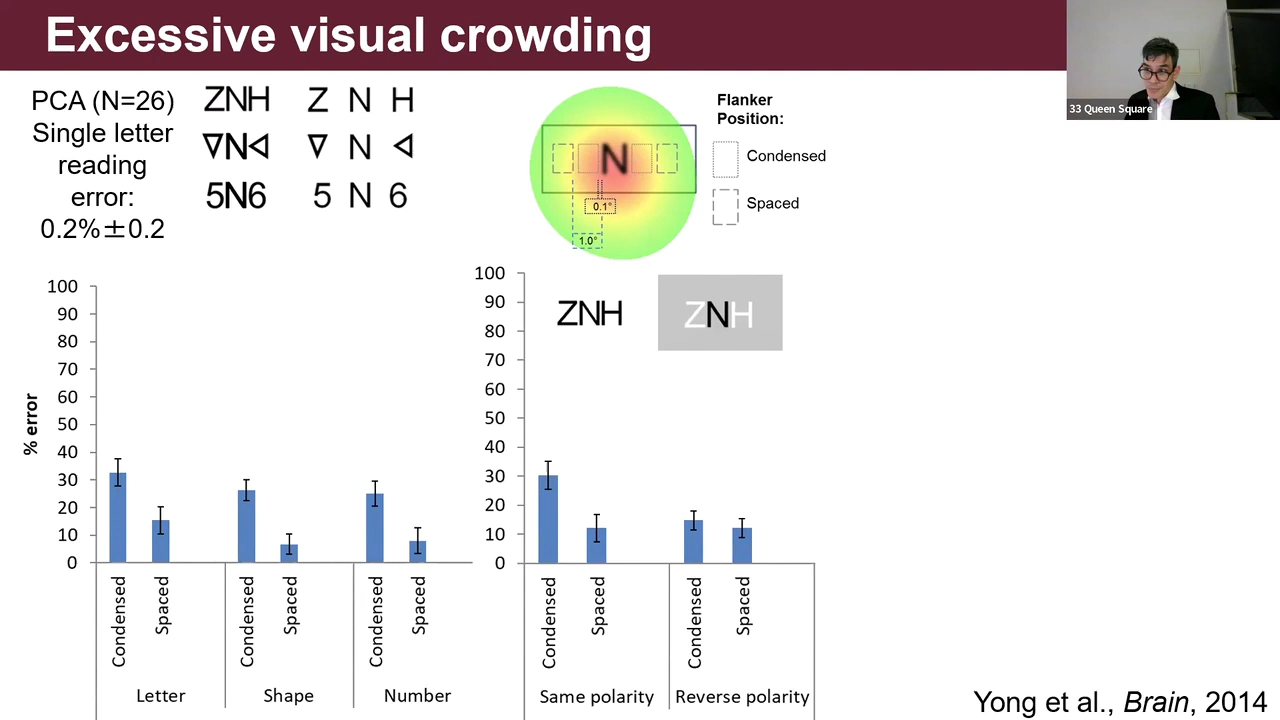 Excessive visual crowding
33 Queen Square
PCA (N=26)
Single letter
reading
error:
0.2%±0.2
ZNH Z N H
▽N◁ ▽ N ◁
5N6 5 N 6
N
0.1°
1.0°
Flanker
Position:
Condensed
Spaced
% error
100
90
80
70
60
50
40
30
20
10
0
Condensed
Spaced
Condensed
Spaced
Condensed
Spaced
Letter
Shape
Number
100
90
80
70
60
50
40
30
20
10
0
ZNH
ZNH
Condensed
Spaced
Condensed
Spaced
Same polarity
Reverse polarity
Yong et al., Brain, 2014